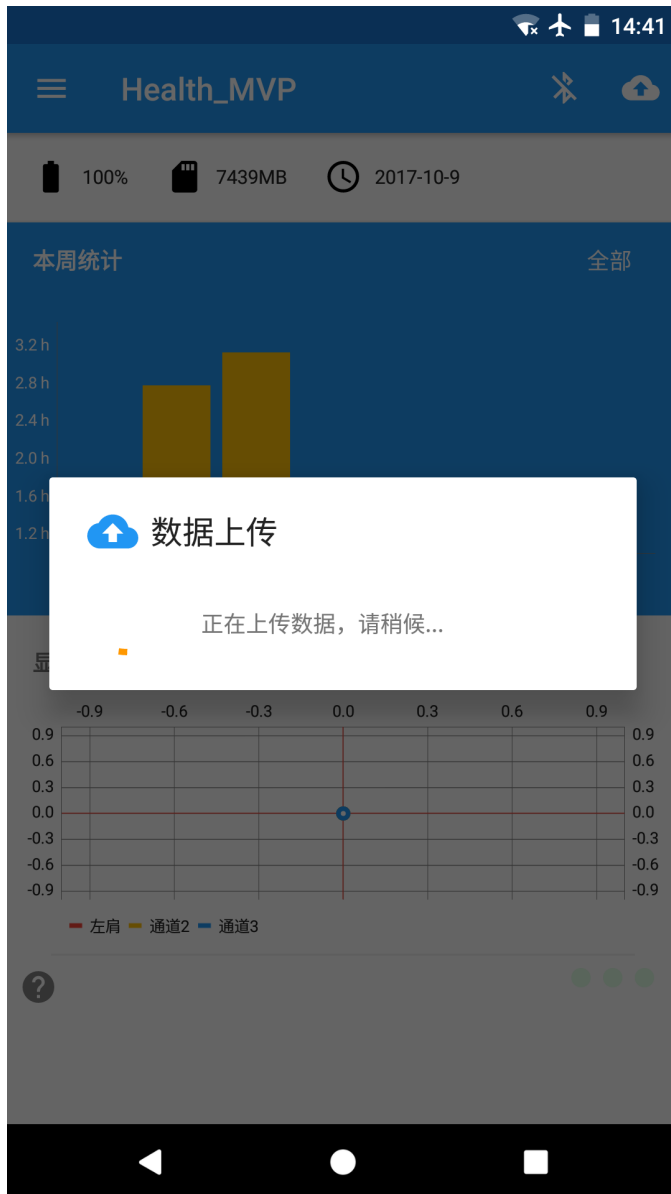 14:41
Health_MVP
100% 7439MB 2017-10-9
本周统计 全部
3.2 h
2.8 h
2.4 h
2.0 h
1.6 h
1.2 h
数据上传
正在上传数据，请稍候...
显
-0.9 -0.6 -0.3 0.0 0.3 0.6 0.9
0.9 0.9
0.6 0.6
0.3 0.3
0.0 0.0
-0.3 -0.3
-0.6 -0.6
-0.9 -0.9
左肩 通道2 通道3
?